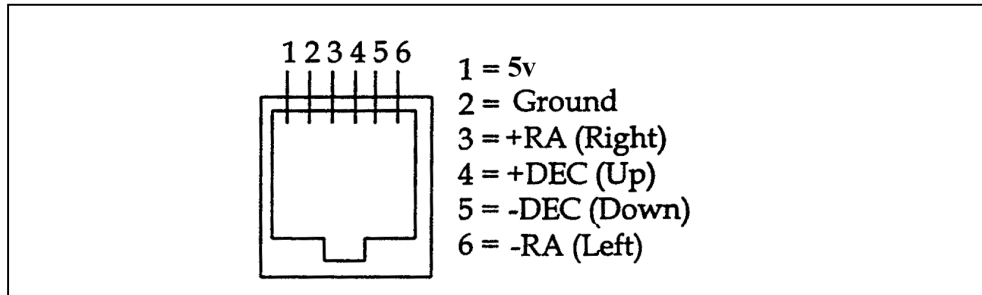 1 2 3 4 5 6
1 = 5v
2 = Ground
3 = +RA (Right)
4 = +DEC (Up)
5 = -DEC (Down)
6 = -RA (Left)